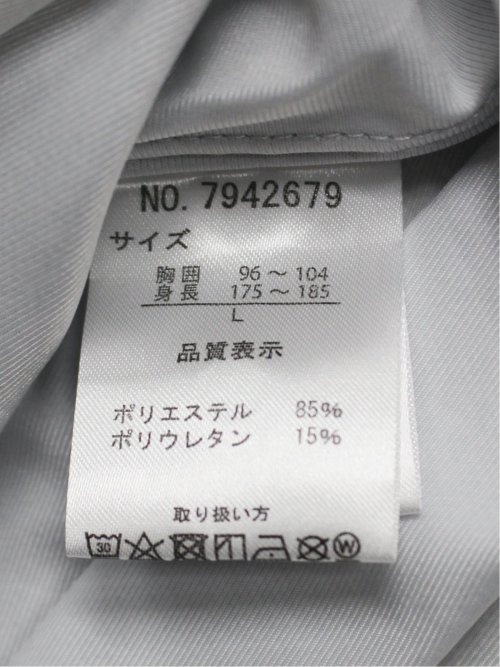 NO. 7942679
サイズ
胸囲 96～104
身長 175～185
L
品質表示
ポリエステル 85%
ポリウレタン 15%
取り扱い方
30
W